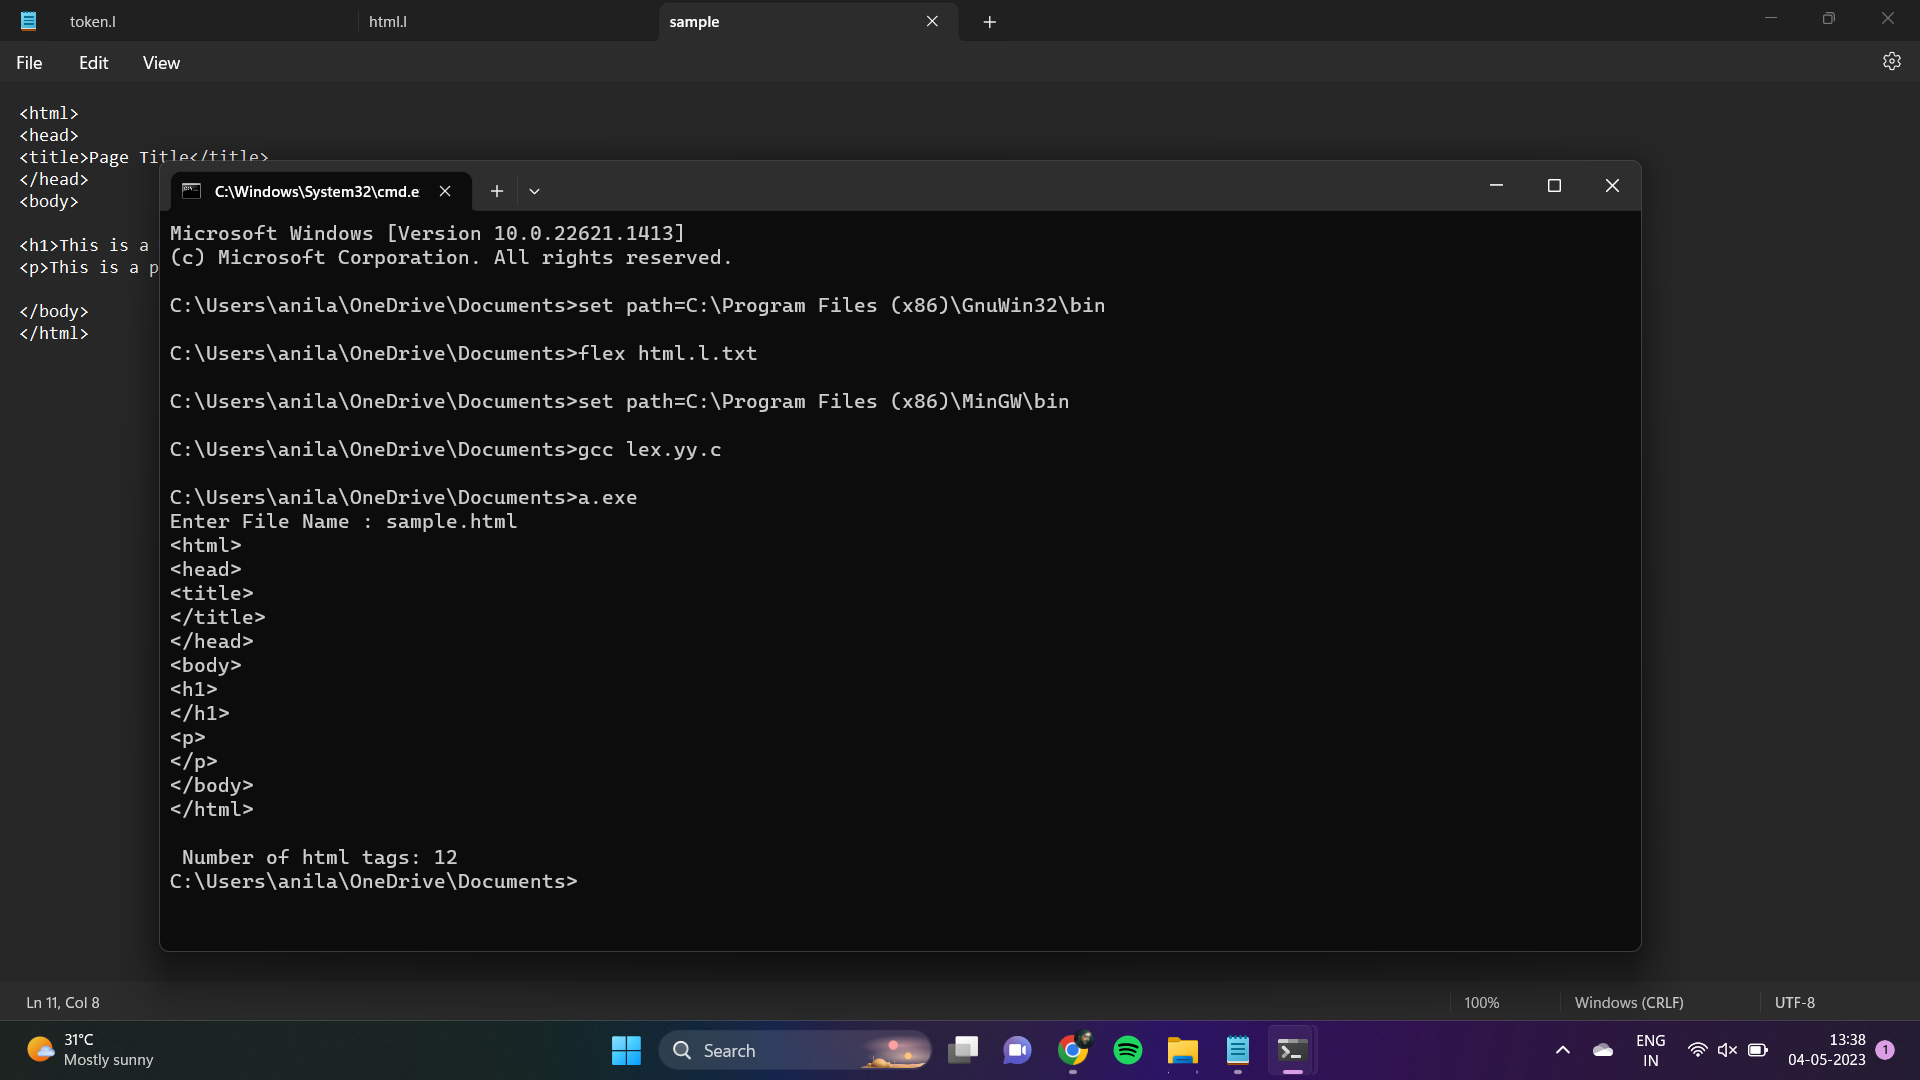 token.l
html.l
sample
File Edit View
<html>
<head>
<title>Page Title</title>
</head>
<body>
<h1>This is a
<p>This is a p
</body>
</html>
C:\Windows\System32\cmd.e
Microsoft Windows [Version 10.0.22621.1413]
(c) Microsoft Corporation. All rights reserved.
C:\Users\anila\OneDrive\Documents>set path=C:\Program Files (x86)\GnuWin32\bin
C:\Users\anila\OneDrive\Documents>flex html.l.txt
C:\Users\anila\OneDrive\Documents>set path=C:\Program Files (x86)\MinGW\bin
C:\Users\anila\OneDrive\Documents>gcc lex.yy.c
C:\Users\anila\OneDrive\Documents>a.exe
Enter File Name : sample.html
<html>
<head>
<title>
</title>
</head>
<body>
<h1>
</h1>
<p>
</p>
</body>
</html>
Number of html tags: 12
C:\Users\anila\OneDrive\Documents>
Ln 11, Col 8
100%
Windows (CRLF)
UTF-8
31°C
Mostly sunny
Search
ENG
IN
13:38
04-05-2023
1